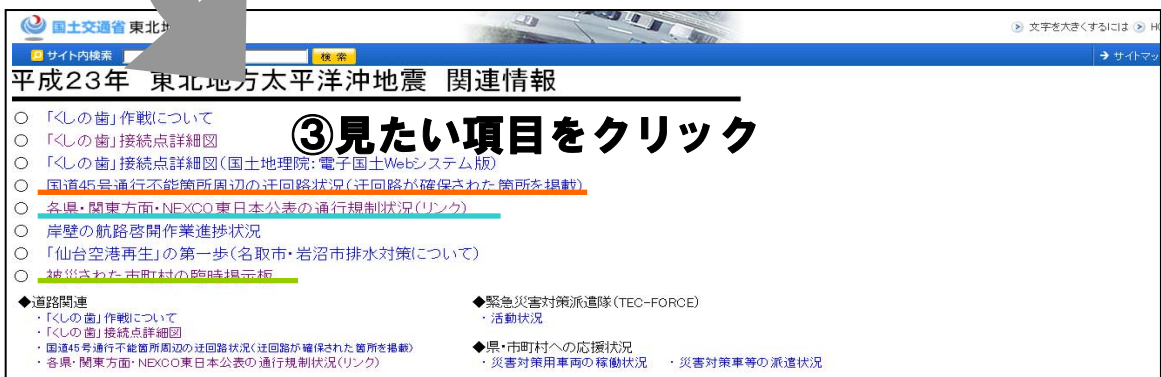 国土交通省 東北地
文字を大きくするには
サイト内検索
検索
サイトマッ
平成23年 東北地方太平洋沖地震 関連情報
③見たい項目をクリック
○ 「くしの歯」作戦について
○ 「くしの歯」接続点詳細図
○ 「くしの歯」接続点詳細図(国土地理院:電子国土Webシステム版)
○ 国道45号通行不能箇所周辺の迂回路状況(迂回路が確保された箇所を掲載)
○ 各県・関東方面・NEXCO東日本公表の通行規制状況(リンク)
○ 岸壁の航路啓開作業進捗状況
○ 「仙台空港再生」の第一歩(名取市・岩沼市排水対策について)
○ 被災された市町村の臨時掲示板
◆道路関連
・「くしの歯」作戦について
・「くしの歯」接続点詳細図
・国道45号通行不能箇所周辺の迂回路状況(迂回路が確保された箇所を掲載)
・各県・関東方面・NEXCO東日本公表の通行規制状況(リンク)
◆緊急災害対策派遣隊(TEC-FORCE)
・活動状況
◆県・市町村への応援状況
・災害対策用車両の稼働状況 ・災害対策車等の派遣状況